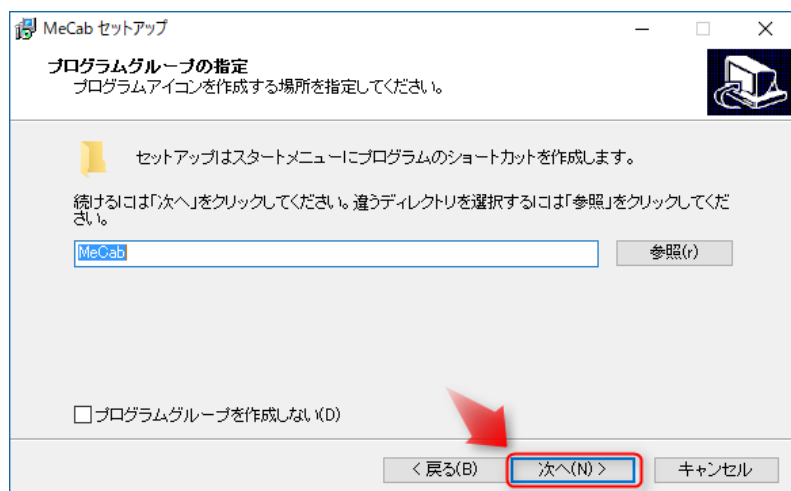 MeCab セットアップ
プログラムグループの指定
プログラムアイコンを作成する場所を指定してください。
セットアップはスタートメニューにプログラムのショートカットを作成します。
続けるには「次へ」をクリックしてください。違うディレクトリを選択するには「参照」をクリックしてくだ
さい。
MeCab
参照(r)
プログラムグループを作成しない(D)
< 戻る(B)
次へ(N) >
キャンセル